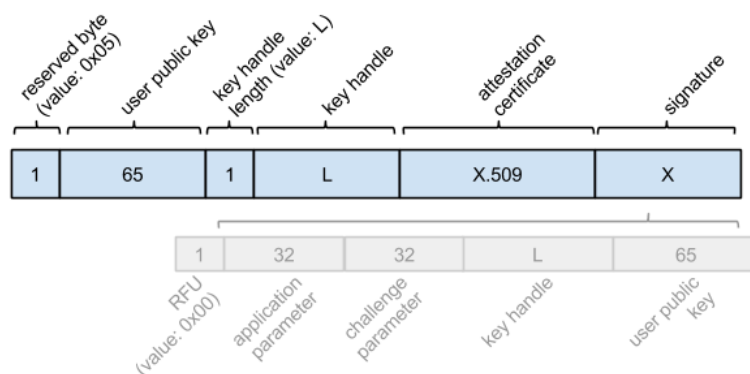 reserved byte
(value: 0x05)
user public key
key handle
length (value: L)
key handle
attestation
certificate
signature
1
65
1
L
X.509
X
1
32
32
L
65
RFU
(value: 0x00)
application
parameter
challenge
parameter
key handle
user public
key